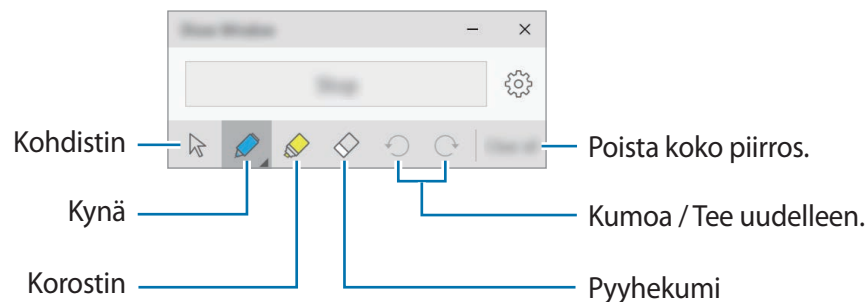 Kohdistin
Kynä
Korostin
Poista koko piirros.
Kumoa / Tee uudelleen.
Pyyhekumi